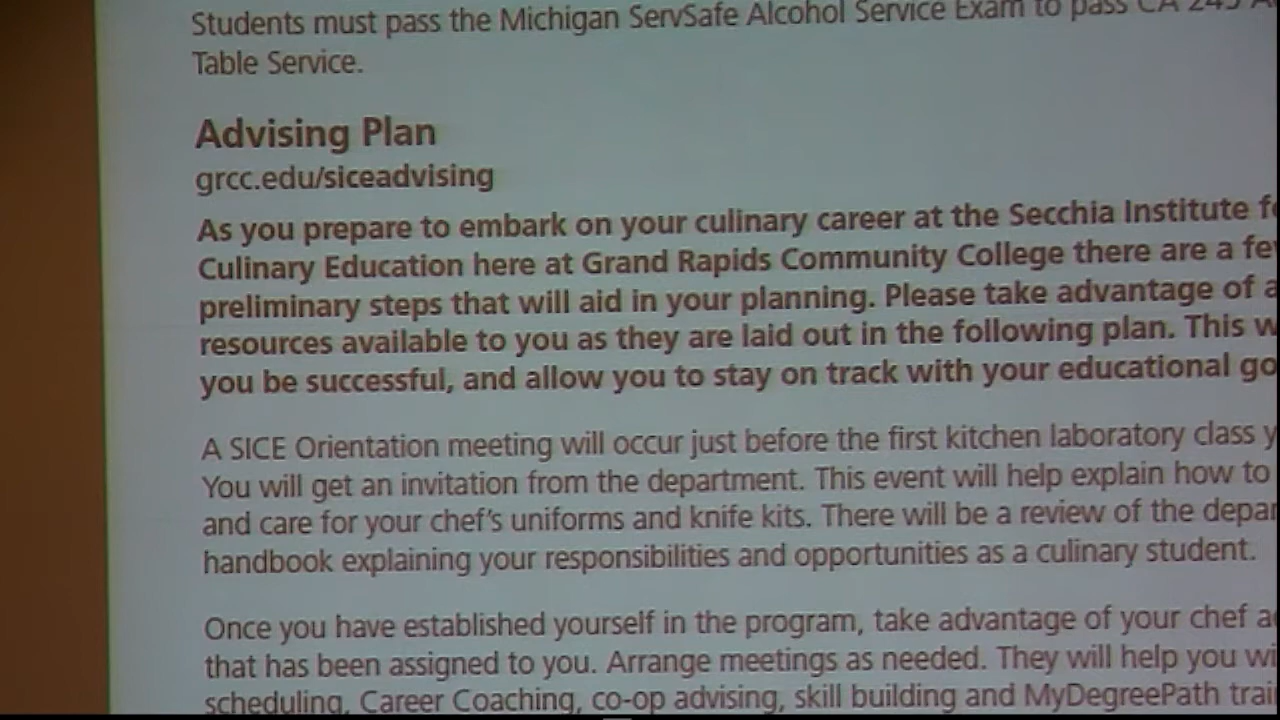 Students must pass the Michigan ServSafe Alcohol Service Exam to pass CA
Table Service.
Advising Plan
grcc.edu/siceadvising
As you prepare to embark on your culinary career at the Secchia Institute
Culinary Education here at Grand Rapids Community College there are a
preliminary steps that will aid in your planning. Please take advantage of
resources available to you as they are laid out in the following plan. This
you be successful, and allow you to stay on track with your educational
A SICE Orientation meeting will occur just before the first kitchen laboratory class
You will get an invitation from the department. This event will help explain how to
and care for your chef's uniforms and knife kits. There will be a review of the
handbook explaining your responsibilities and opportunities as a culinary student.
Once you have established yourself in the program, take advantage of your chef
that has been assigned to you. Arrange meetings as needed. They will help you
scheduling, Career Coaching, co-op advising, skill building and MyDegreePath